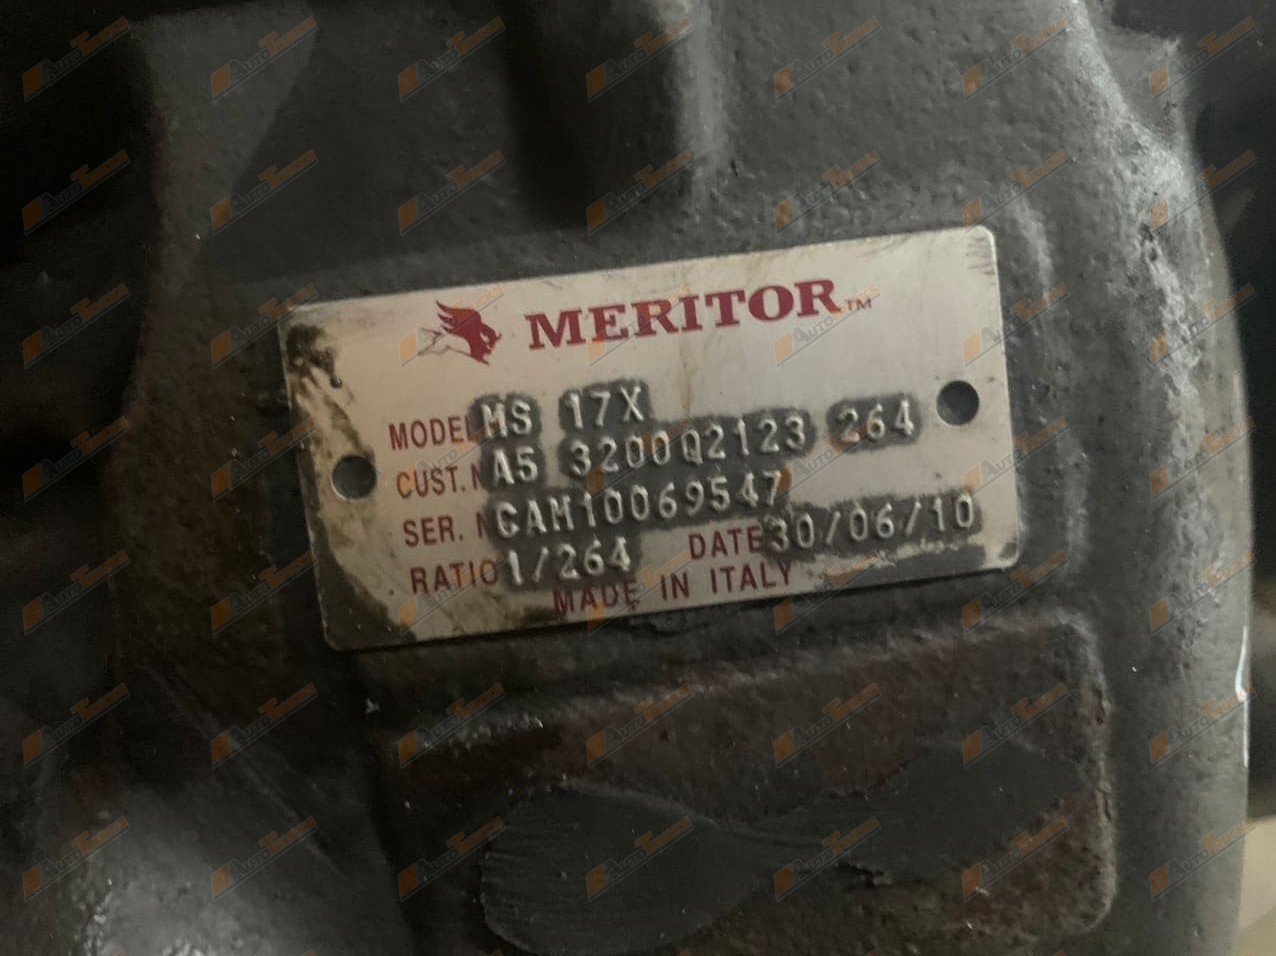 MERITOR™
MODEL MS 17X
CUST. N A5 3200Q2123 264
SER. N CAM10069547
RATIO 1/264 DATE 30/06/10
MADE IN ITALY
AUTOTRUCKS